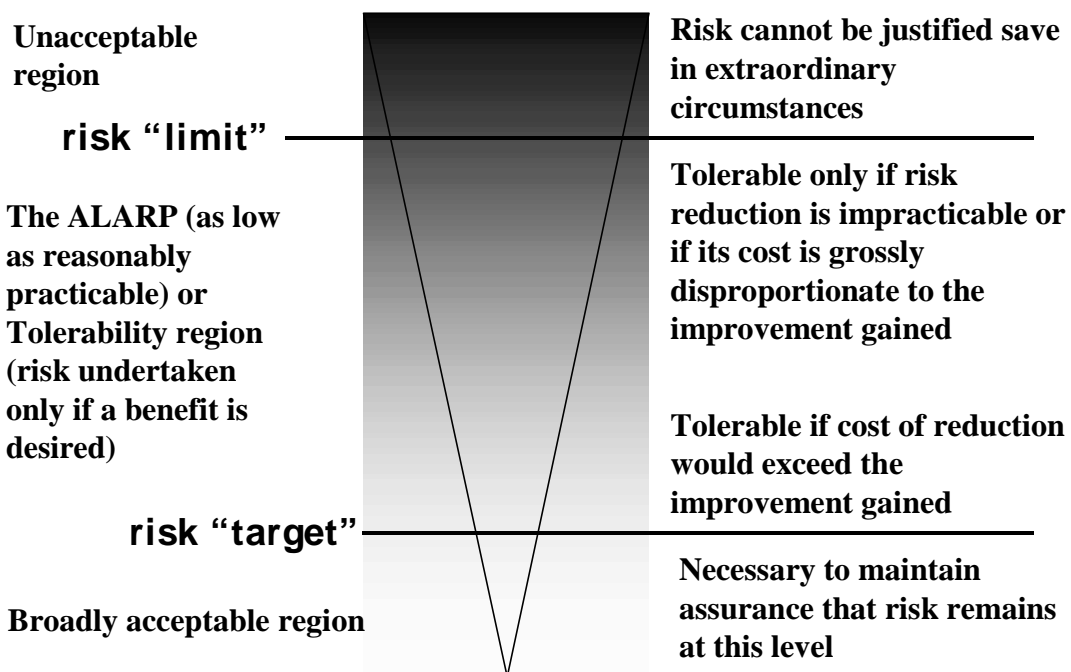 Unacceptable
region
Risk cannot be justified save
in extraordinary
circumstances
risk “limit”
The ALARP (as low
as reasonably
practicable) or
Tolerability region
(risk undertaken
only if a benefit is
desired)
Tolerable only if risk
reduction is impracticable or
if its cost is grossly
disproportionate to the
improvement gained
Tolerable if cost of reduction
would exceed the
improvement gained
risk “target”
Broadly acceptable region
Necessary to maintain
assurance that risk remains
at this level